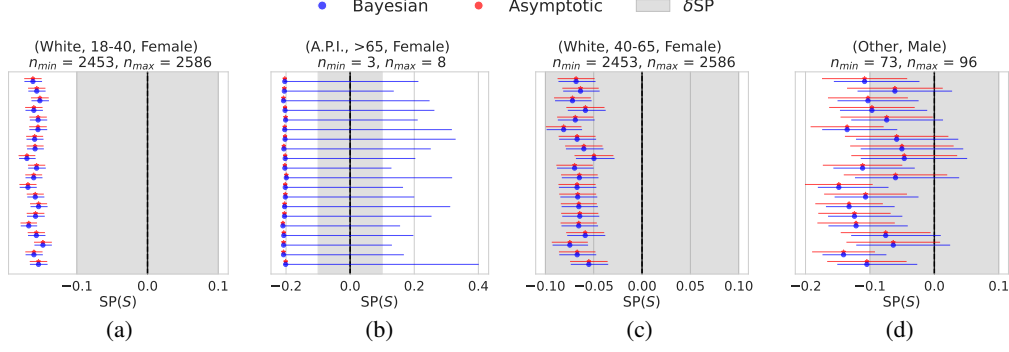 Bayesian Asymptotic δSP
(White, 18-40, Female)
n_min = 2453, n_max = 2586
−0.1 0.0 0.1
SP(S)
(a)
(A.P.I., >65, Female)
n_min = 3, n_max = 8
−0.2 0.0 0.2 0.4
SP(S)
(b)
(White, 40-65, Female)
n_min = 2453, n_max = 2586
−0.10 −0.05 0.00 0.05 0.10
SP(S)
(c)
(Other, Male)
n_min = 73, n_max = 96
−0.2 −0.1 0.0 0.1
SP(S)
(d)